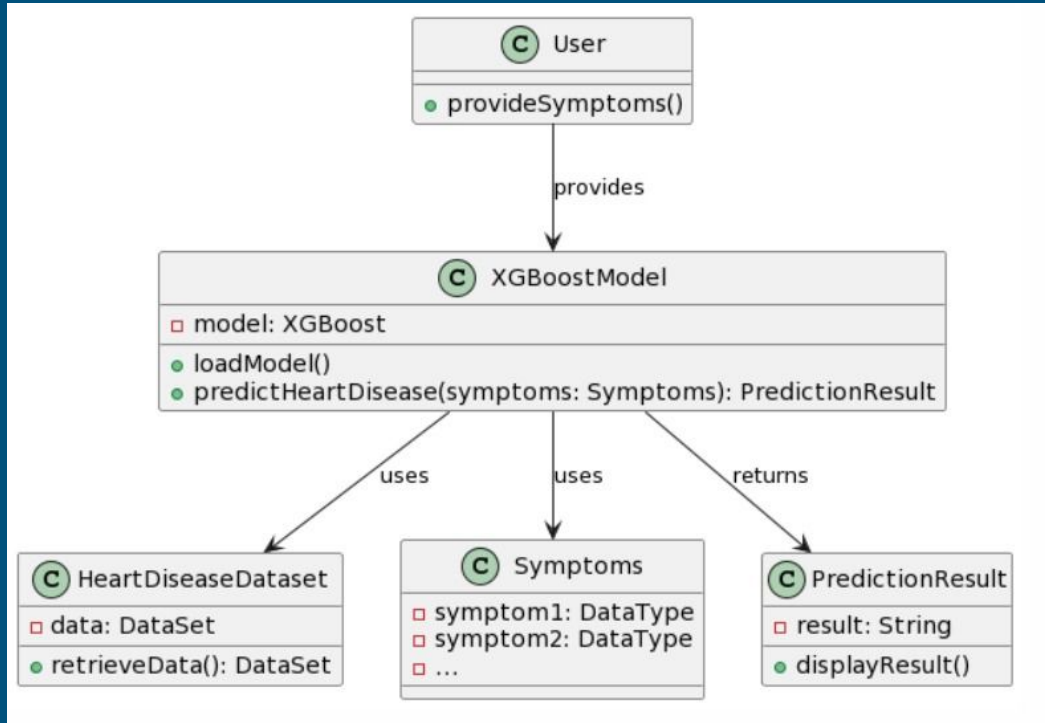 C User
provideSymptoms()
provides
C XGBoostModel
model: XGBoost
loadModel()
predictHeartDisease(symptoms: Symptoms): PredictionResult
uses
uses
returns
C HeartDiseaseDataset
data: DataSet
retrieveData(): DataSet
C Symptoms
symptom1: DataType
symptom2: DataType
...
C PredictionResult
result: String
displayResult()